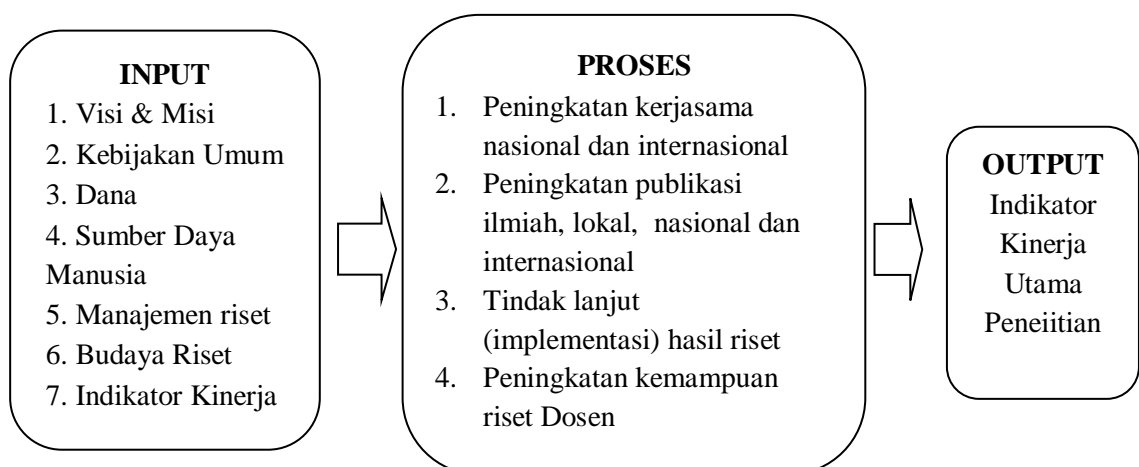 INPUT
1. Visi & Misi
2. Kebijakan Umum
3. Dana
4. Sumber Daya
Manusia
5. Manajemen riset
6. Budaya Riset
7. Indikator Kinerja
PROSES
1. Peningkatan kerjasama
nasional dan internasional
2. Peningkatan publikasi
ilmiah, lokal, nasional dan
internasional
3. Tindak lanjut
(implementasi) hasil riset
4. Peningkatan kemampuan
riset Dosen
OUTPUT
Indikator
Kinerja
Utama
Peneiitian